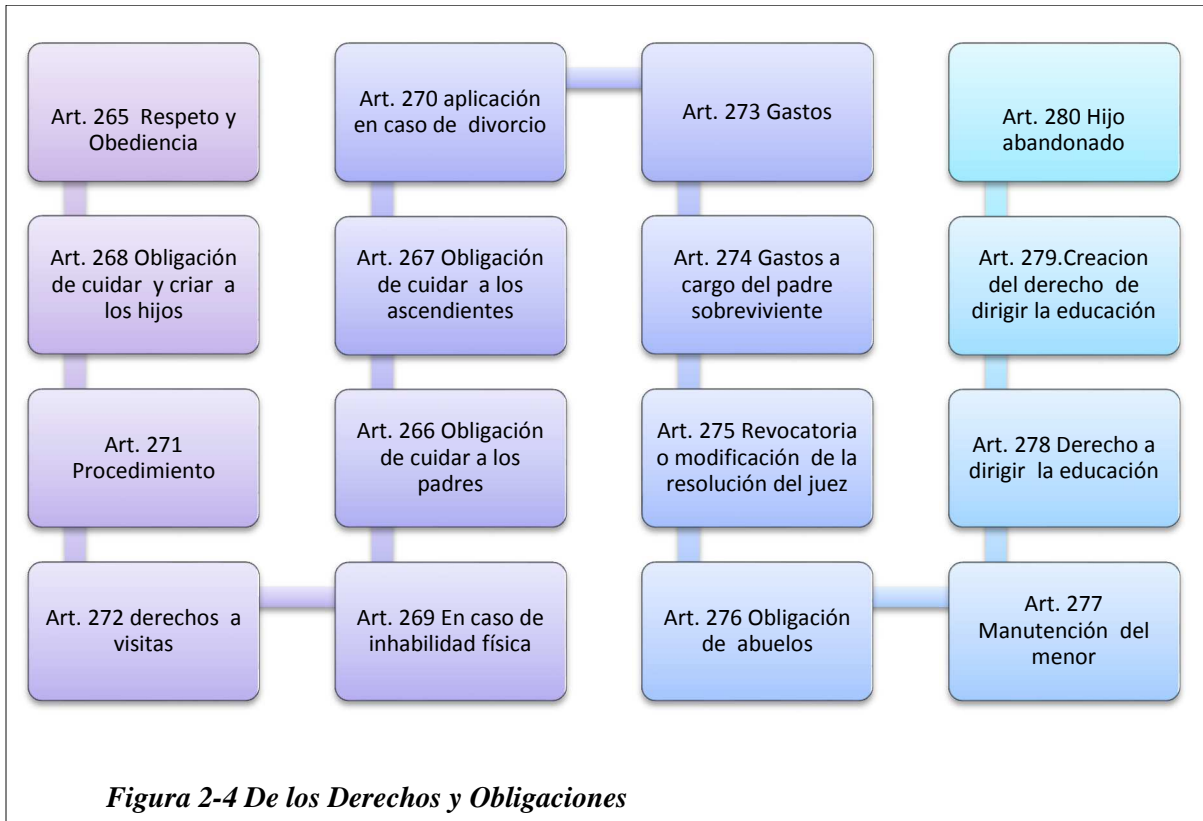 Art. 265 Respeto y
Obediencia
Art. 268 Obligación
de cuidar y criar a
los hijos
Art. 271
Procedimiento
Art. 272 derechos a
visitas
Art. 269 En caso de
inhabilidad física
Art. 266 Obligación
de cuidar a los
padres
Art. 267 Obligación
de cuidar a los
ascendientes
Art. 270 aplicación
en caso de divorcio
Art. 273 Gastos
Art. 274 Gastos a
cargo del padre
sobreviviente
Art. 275 Revocatoria
o modificación de la
resolución del juez
Art. 276 Obligación
de abuelos
Art. 277
Manutención del
menor
Art. 278 Derecho a
dirigir la educación
Art. 279.Creacion
del derecho de
dirigir la educación
Art. 280 Hijo
abandonado
Figura 2-4 De los Derechos y Obligaciones